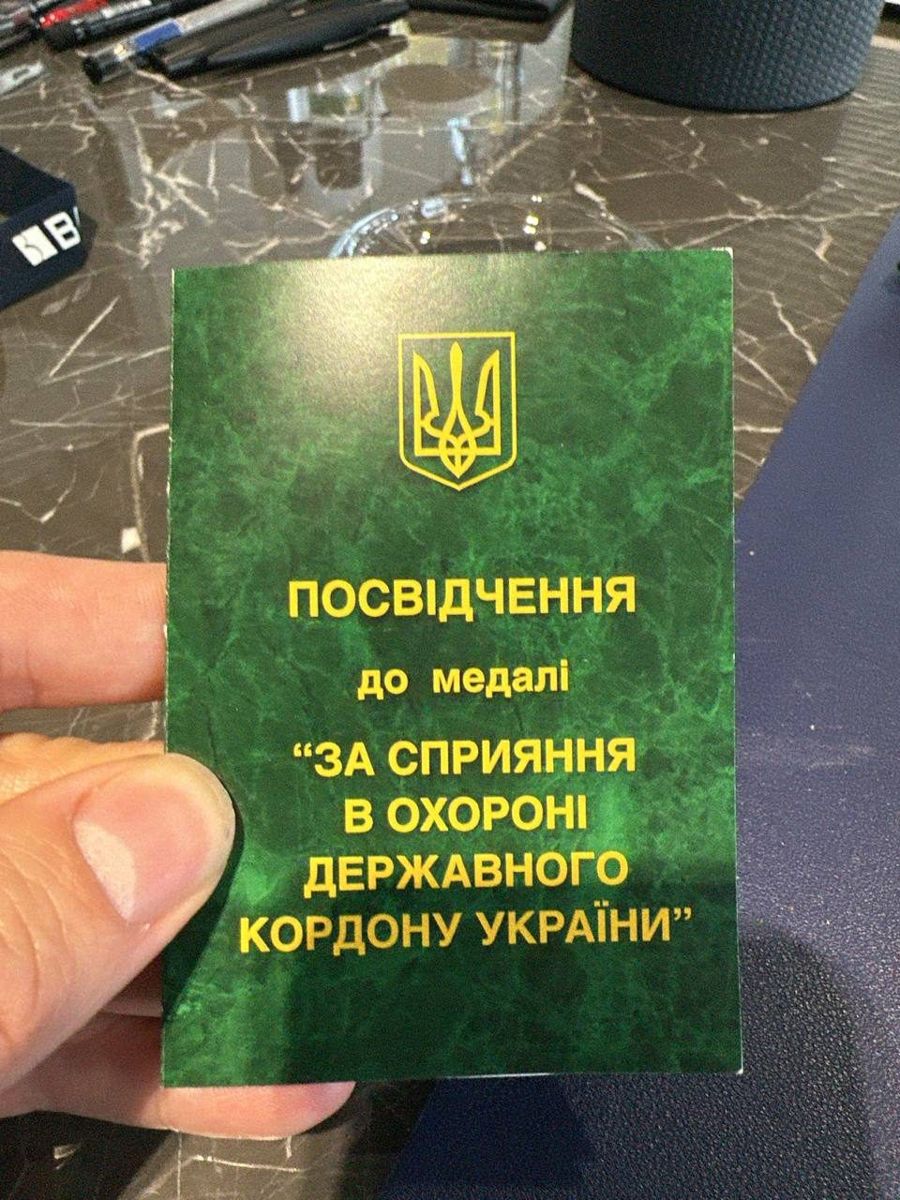 ПОСВІДЧЕННЯ
до медалі
“ЗА СПРИЯННЯ
В ОХОРОНІ
ДЕРЖАВНОГО
КОРДОНУ УКРАЇНИ”